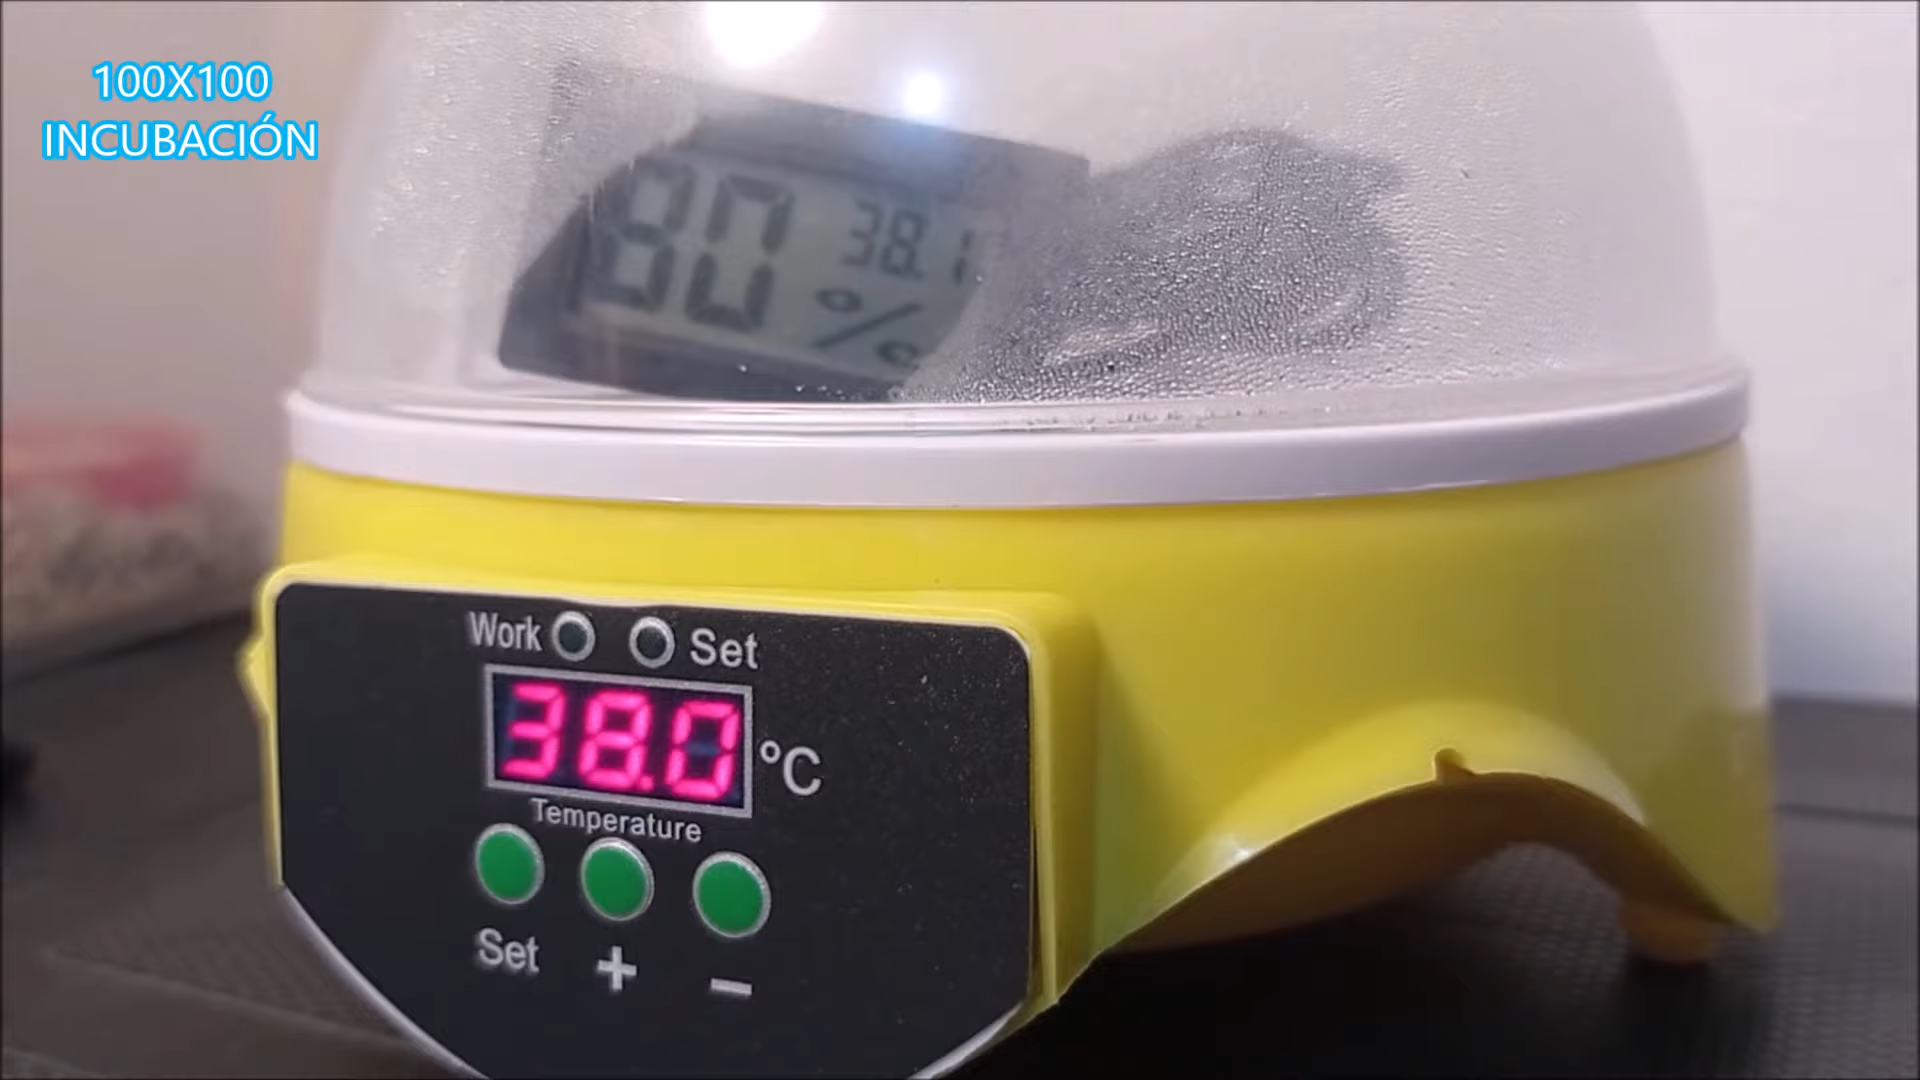 100X100
INCUBACIÓN
80 38.1
%
Work Set
38.0 °C
Temperature
Set + −